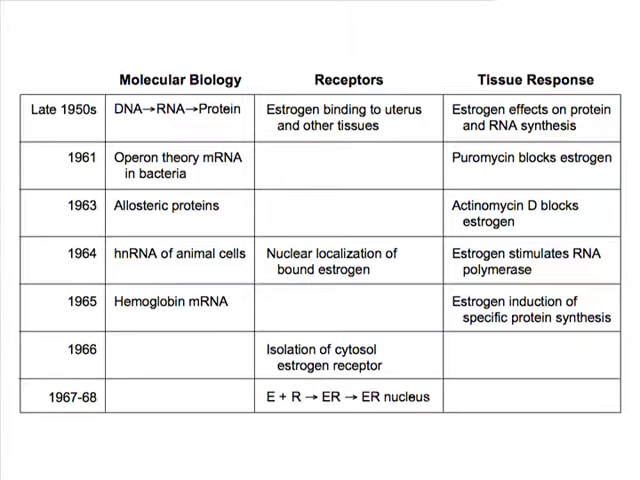 Molecular Biology Receptors Tissue Response
Late 1950s DNA→RNA→Protein Estrogen binding to uterus Estrogen effects on protein
and other tissues and RNA synthesis
1961 Operon theory mRNA Puromycin blocks estrogen
in bacteria
1963 Allosteric proteins Actinomycin D blocks
estrogen
1964 hnRNA of animal cells Nuclear localization of Estrogen stimulates RNA
bound estrogen polymerase
1965 Hemoglobin mRNA Estrogen induction of
specific protein synthesis
1966 Isolation of cytosol
estrogen receptor
1967-68 E + R → ER → ER nucleus